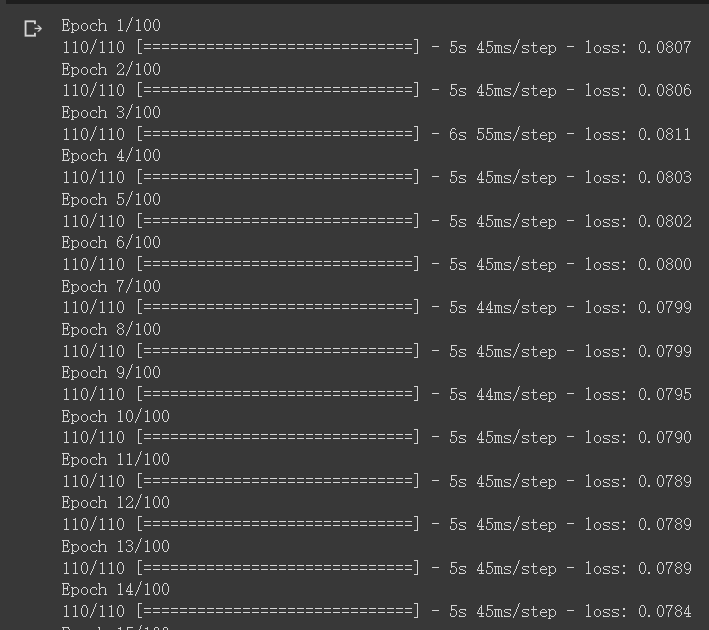 Epoch 1/100
110/110 [==============================] - 5s 45ms/step - loss: 0.0807
Epoch 2/100
110/110 [==============================] - 5s 45ms/step - loss: 0.0806
Epoch 3/100
110/110 [==============================] - 6s 55ms/step - loss: 0.0811
Epoch 4/100
110/110 [==============================] - 5s 45ms/step - loss: 0.0803
Epoch 5/100
110/110 [==============================] - 5s 45ms/step - loss: 0.0802
Epoch 6/100
110/110 [==============================] - 5s 45ms/step - loss: 0.0800
Epoch 7/100
110/110 [==============================] - 5s 44ms/step - loss: 0.0799
Epoch 8/100
110/110 [==============================] - 5s 45ms/step - loss: 0.0799
Epoch 9/100
110/110 [==============================] - 5s 44ms/step - loss: 0.0795
Epoch 10/100
110/110 [==============================] - 5s 45ms/step - loss: 0.0790
Epoch 11/100
110/110 [==============================] - 5s 45ms/step - loss: 0.0789
Epoch 12/100
110/110 [==============================] - 5s 45ms/step - loss: 0.0789
Epoch 13/100
110/110 [==============================] - 5s 45ms/step - loss: 0.0789
Epoch 14/100
110/110 [==============================] - 5s 45ms/step - loss: 0.0784
Epoch 15/100